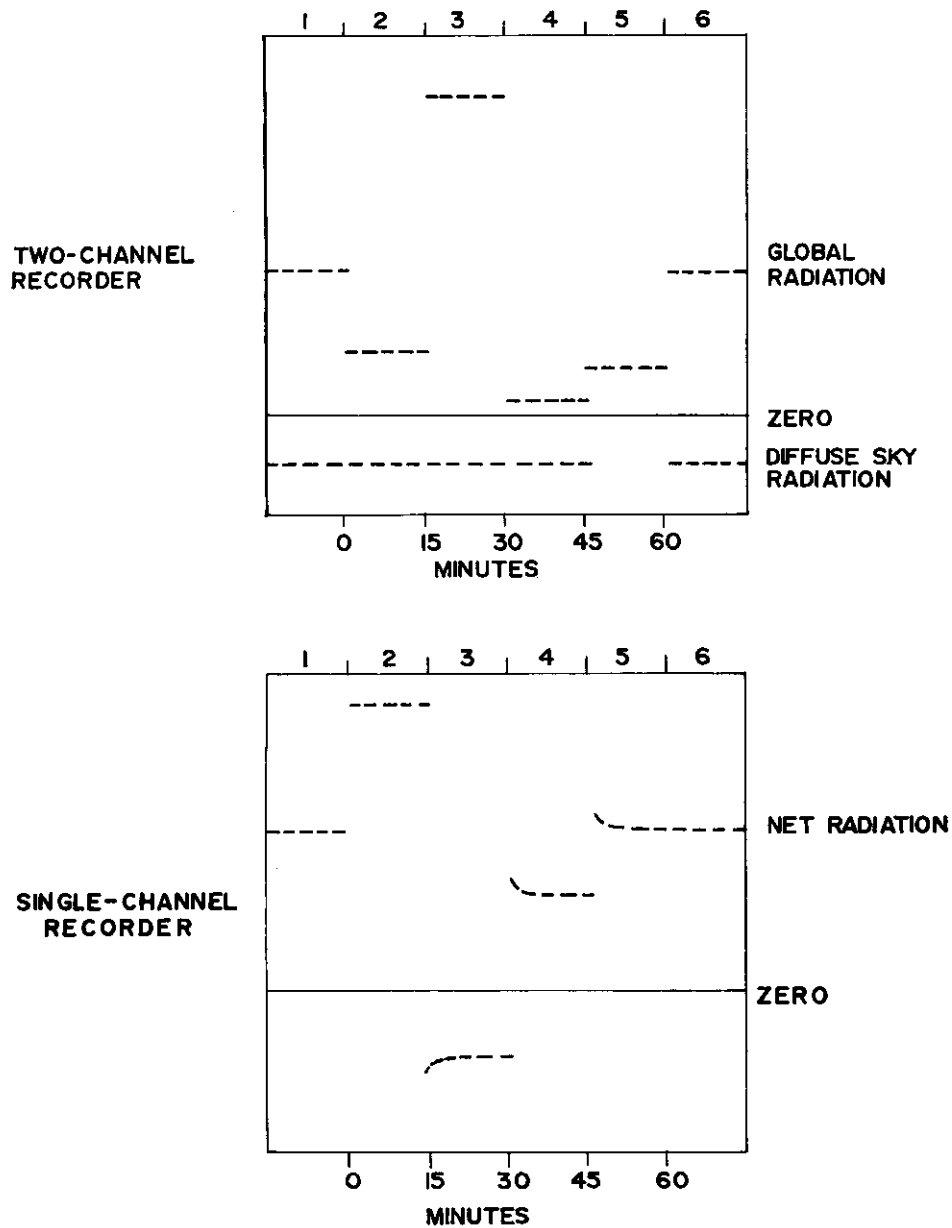 1 2 3 4 5 6
TWO-CHANNEL
RECORDER
GLOBAL
RADIATION
ZERO
DIFFUSE SKY
RADIATION
0 15 30 45 60
MINUTES
1 2 3 4 5 6
NET RADIATION
SINGLE-CHANNEL
RECORDER
ZERO
0 15 30 45 60
MINUTES